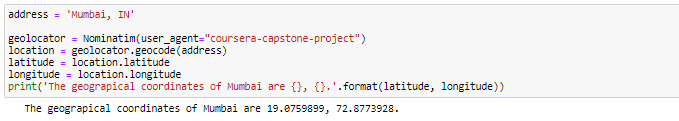 address = 'Mumbai, IN'
geolocator = Nominatim(user_agent="coursera-capstone-project")
location = geolocator.geocode(address)
latitude = location.latitude
longitude = location.longitude
print('The geograpical coordinates of Mumbai are {}, {}.'.format(latitude, longitude))
The geograpical coordinates of Mumbai are 19.0759899, 72.8773928.